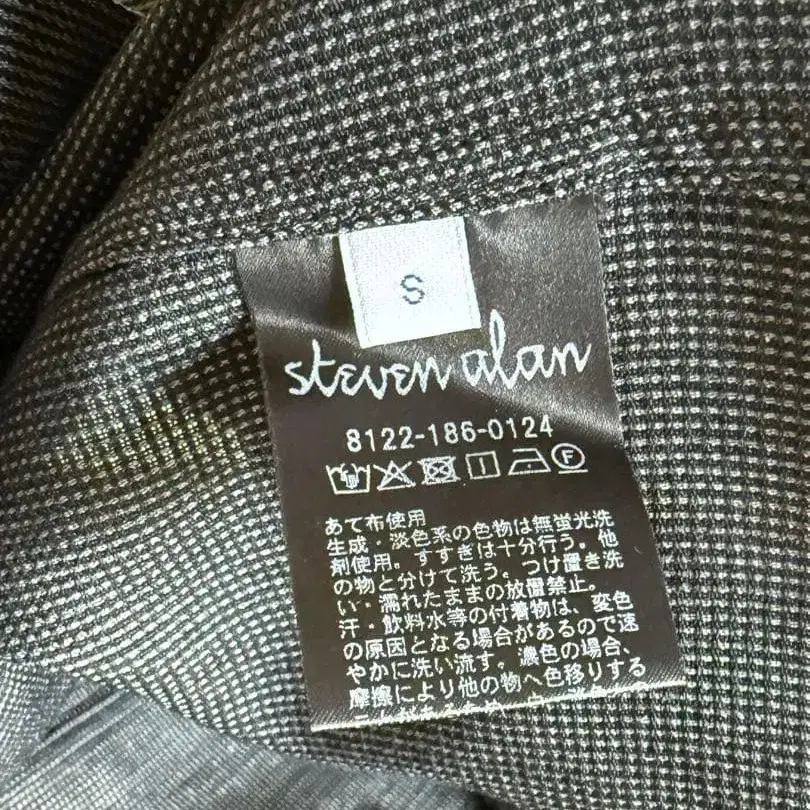 S
steven alan
8122-186-0124
F
あて布使用
生成・淡色系の色物は無蛍光洗
剤使用。すすぎは十分行う。他
の物と分けて洗う。つけ置き洗
い・濡れたままの放置禁止。
汗・飲料水等の付着物は、変色
の原因となる場合があるので速
やかに洗い流す。濃色の場合、
摩擦により他の物へ色移りする